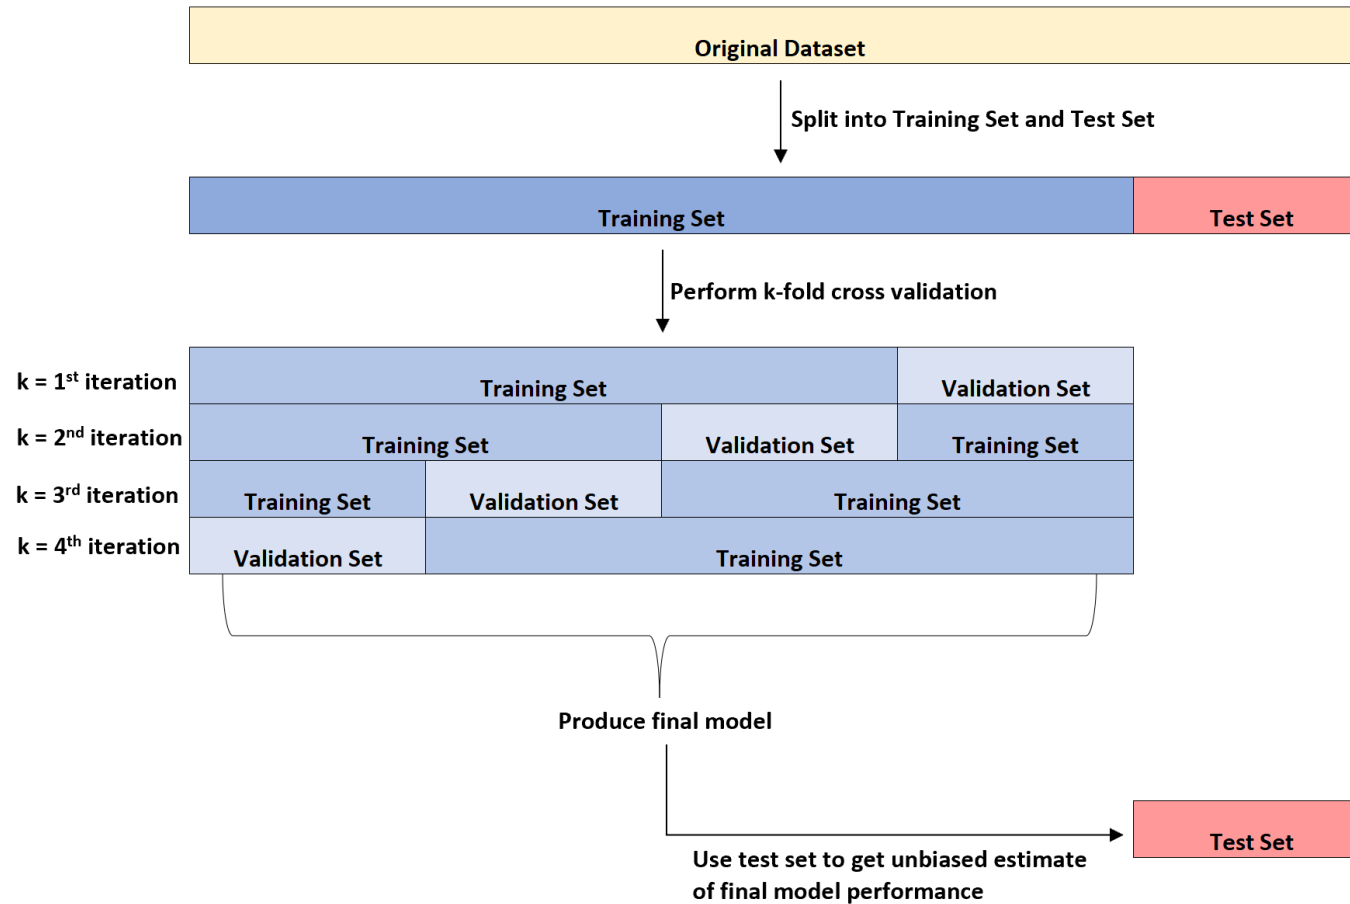 Original Dataset
Split into Training Set and Test Set
Training Set
Test Set
Perform k-fold cross validation
k = 1st iteration
Training Set
Validation Set
k = 2nd iteration
Training Set
Validation Set
Training Set
k = 3rd iteration
Training Set
Validation Set
Training Set
k = 4th iteration
Validation Set
Training Set
Produce final model
Test Set
Use test set to get unbiased estimate
of final model performance